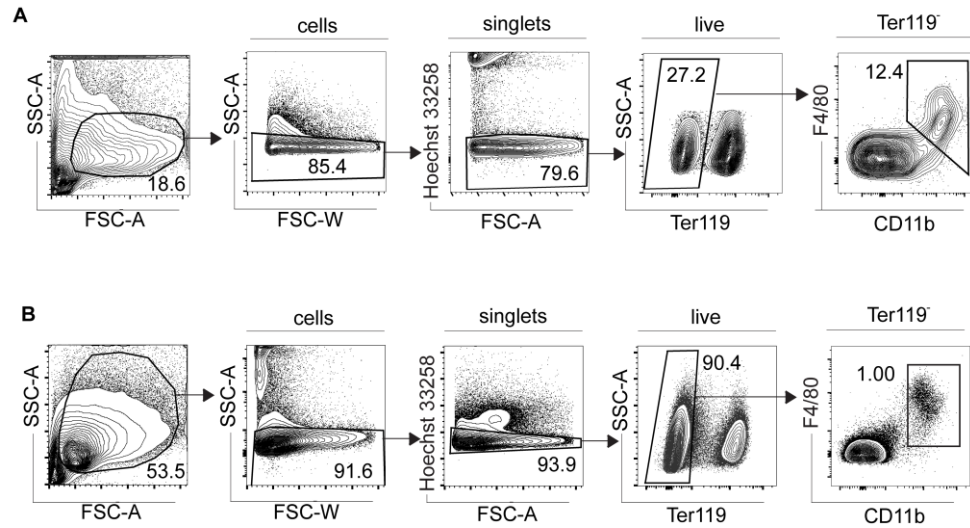 A
cells
singlets
live
Ter119-
SSC-A
18.6
FSC-A
SSC-A
85.4
FSC-W
Hoechst 33258
79.6
FSC-A
SSC-A
27.2
Ter119
F4/80
12.4
CD11b
B
cells
singlets
live
Ter119-
SSC-A
53.5
FSC-A
SSC-A
91.6
FSC-W
Hoechst 33258
93.9
FSC-A
SSC-A
90.4
Ter119
F4/80
1.00
CD11b